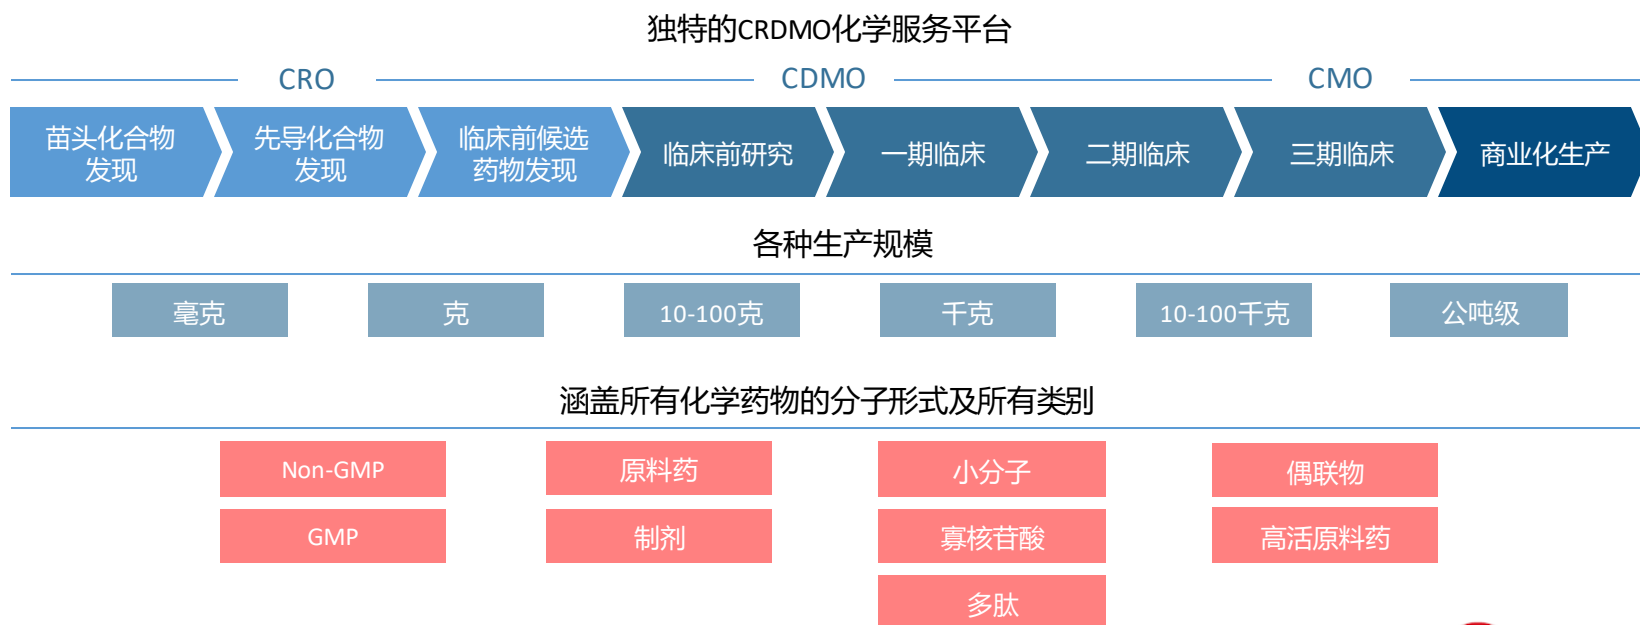 独特的CRDMO化学服务平台
CRO
CDMO
CMO
苗头化合物
发现
先导化合物
发现
临床前候选
药物发现
临床前研究
一期临床
二期临床
三期临床
商业化生产
各种生产规模
毫克
克
10-100克
千克
10-100千克
公吨级
涵盖所有化学药物的分子形式及所有类别
Non-GMP
原料药
小分子
偶联物
GMP
制剂
寡核苷酸
高活原料药
多肽